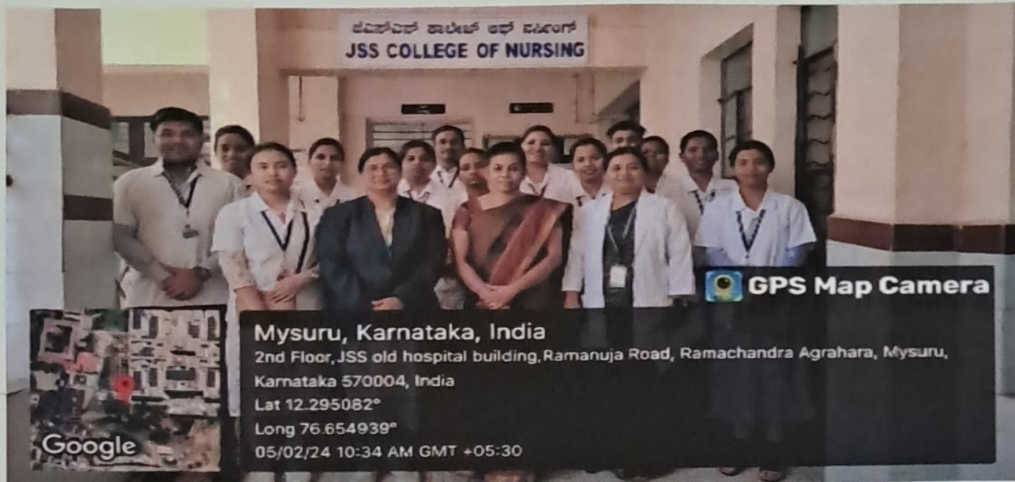 ಜೆಎಸ್ಎಸ್ ಕಾಲೇಜ್ ಆಫ್ ನರ್ಸಿಂಗ್
JSS COLLEGE OF NURSING
GPS Map Camera
Mysuru, Karnataka, India
2nd Floor,JSS old hospital building,Ramanuja Road, Ramachandra Agrahara, Mysuru,
Karnataka 570004, India
Lat 12.295082°
Long 76.654939°
05/02/24 10:34 AM GMT +05:30
Google